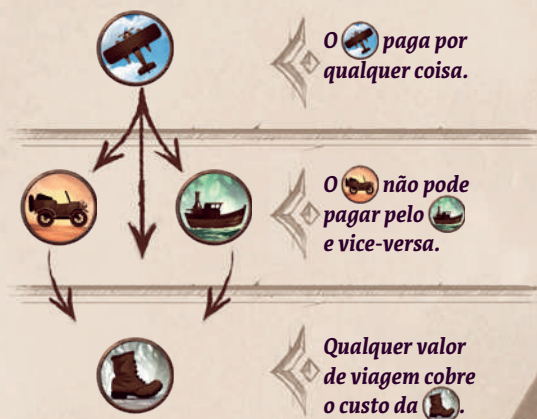 O paga por
qualquer coisa.
O não pode
pagar pelo
e vice-versa.
Qualquer valor
de viagem cobre
o custo da .